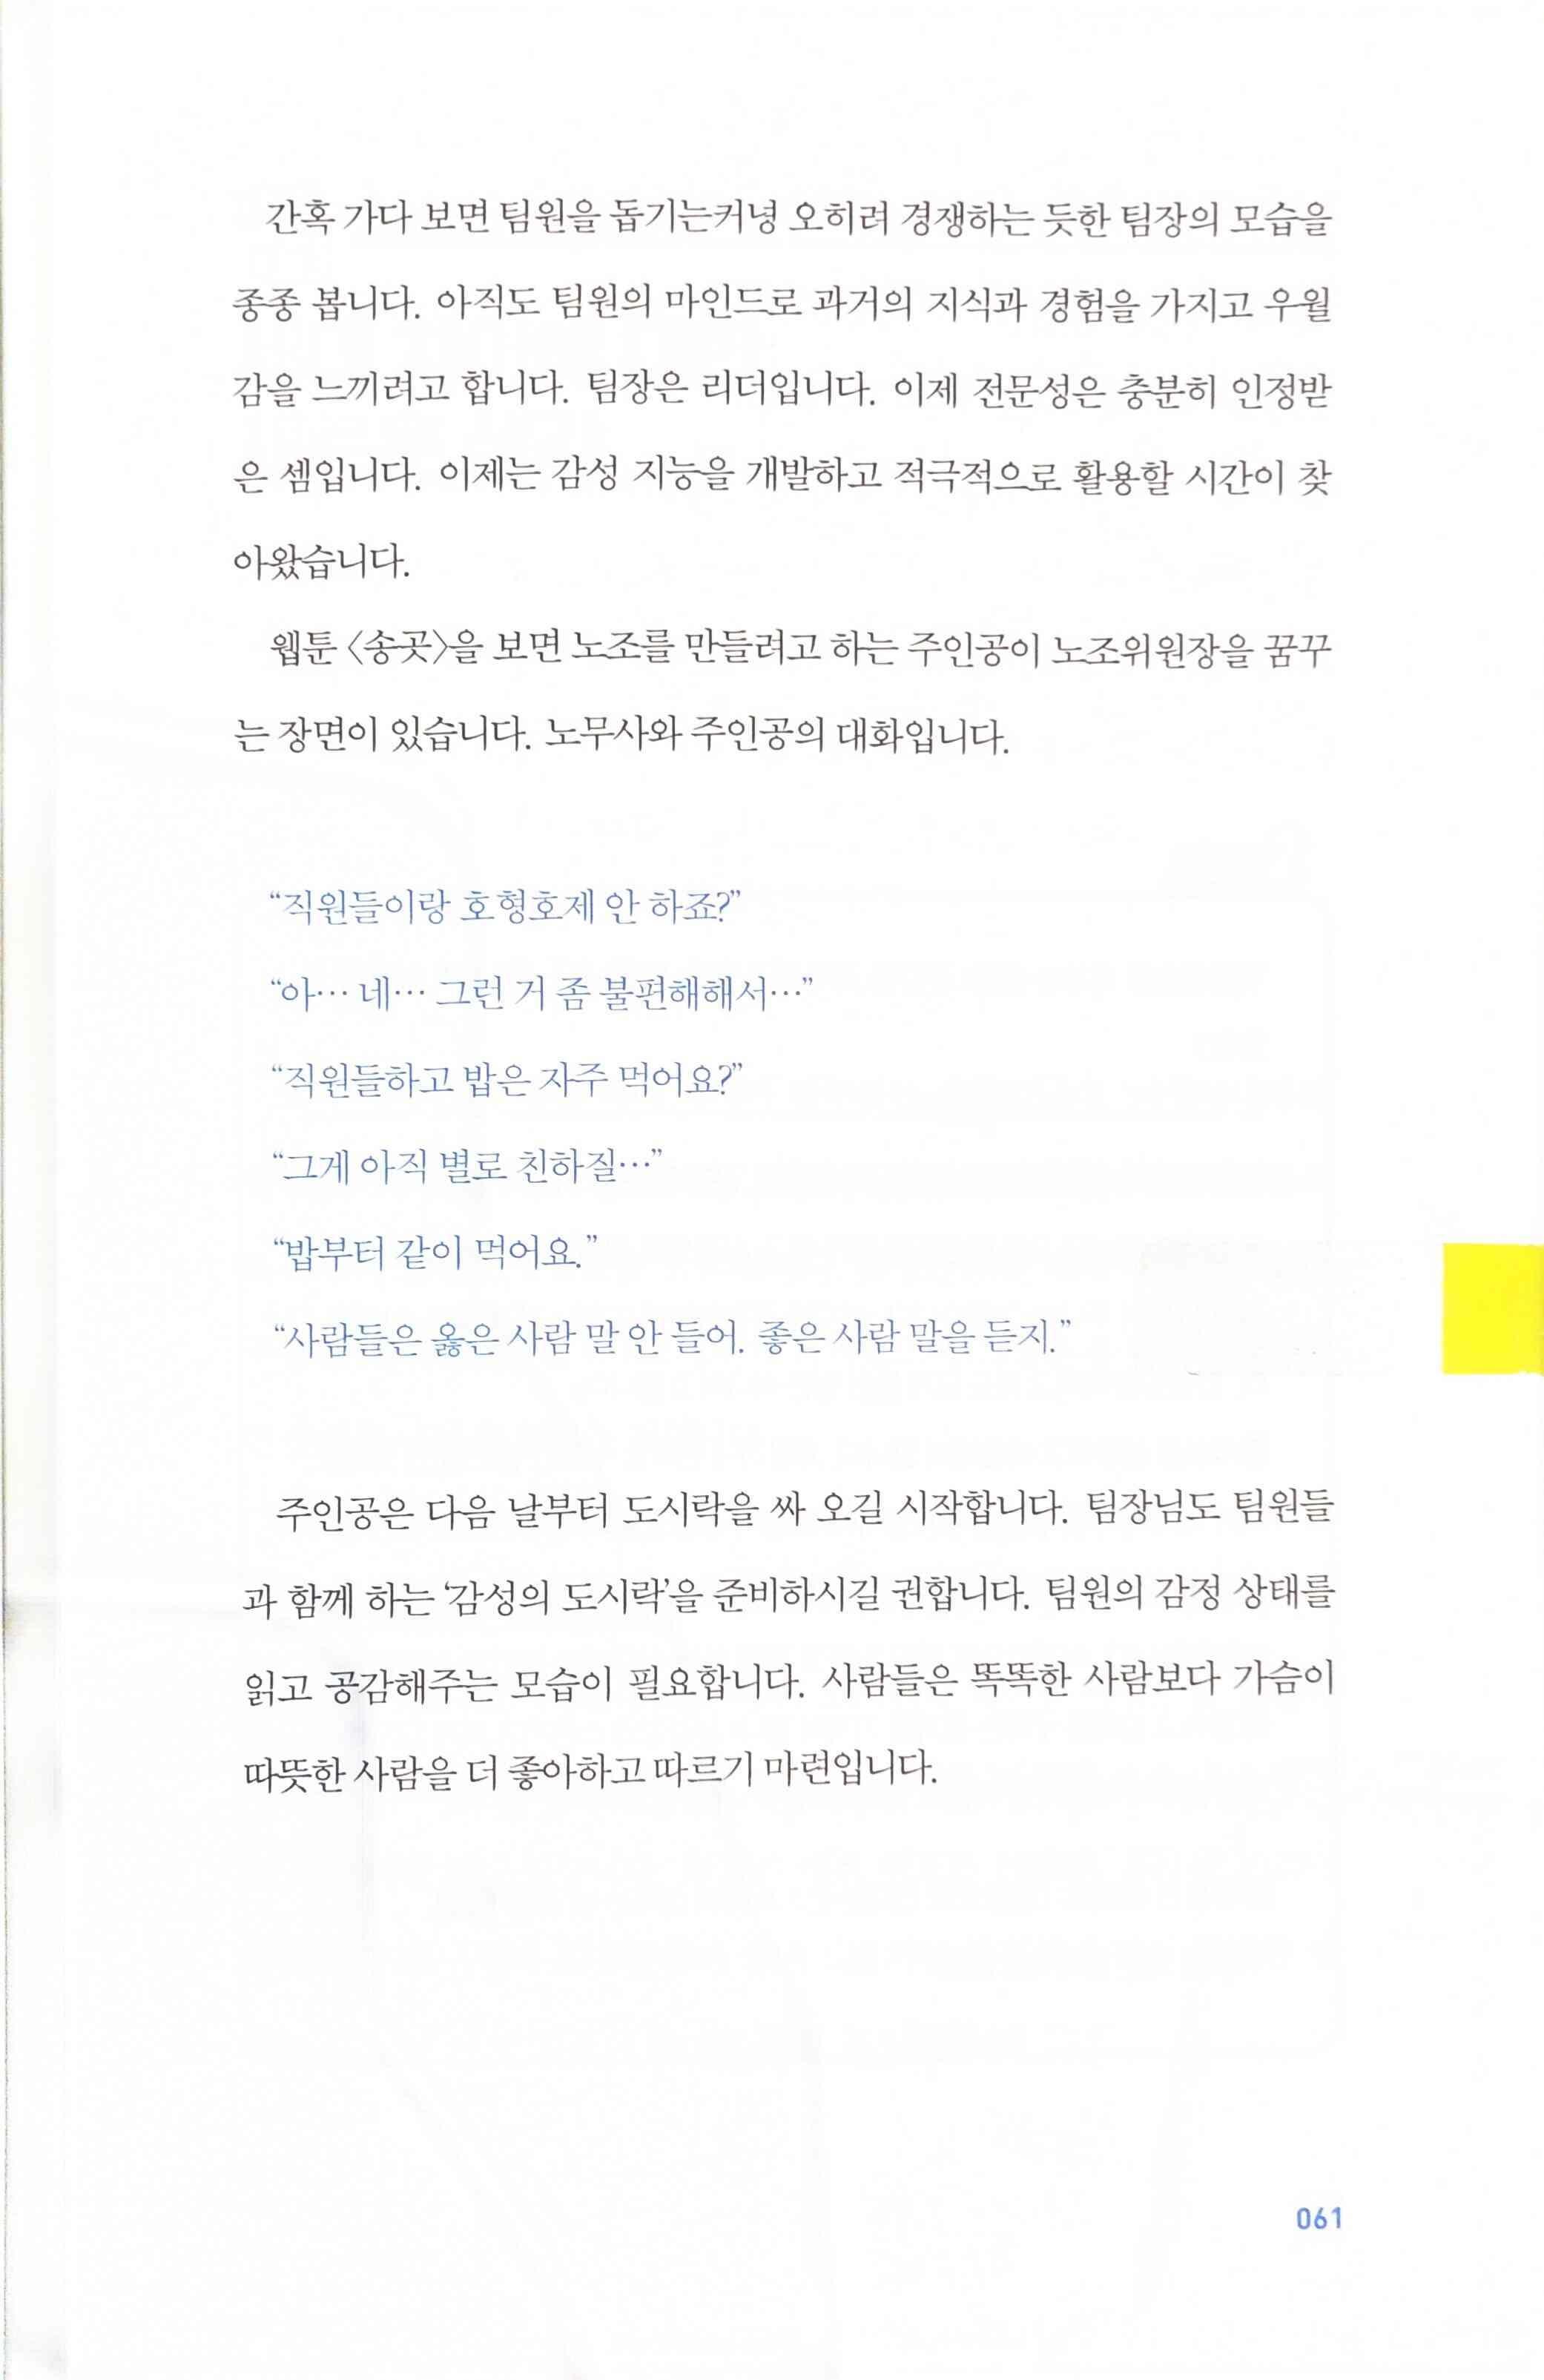 간혹 가다 보면 팀원을 돕기는커녕 오히려 경쟁하는 듯한 팀장의 모습을
종종 봅니다. 아직도 팀원의 마인드로 과거의 지식과 경험을 가지고 우월
감을 느끼려고 합니다. 팀장은 리더입니다. 이제 전문성은 충분히 인정받
은 셈입니다. 이제는 감성 지능을 개발하고 적극적으로 활용할 시간이 찾
아왔습니다.
웹툰 〈송곳〉을 보면 노조를 만들려고 하는 주인공이 노조위원장을 꿈꾸
는 장면이 있습니다. 노무사와 주인공의 대화입니다.
“직원들이랑 호형호제 안 하죠?”
“아… 네… 그런 거 좀 불편해해서…”
“직원들하고 밥은 자주 먹어요?”
“그게 아직 별로 친하질…”
“밥부터 같이 먹어요.”
“사람들은 옳은 사람 말 안 들어. 좋은 사람 말을 듣지.”
주인공은 다음 날부터 도시락을 싸 오길 시작합니다. 팀장님도 팀원들
과 함께 하는 ‘감성의 도시락’을 준비하시길 권합니다. 팀원의 감정 상태를
읽고 공감해주는 모습이 필요합니다. 사람들은 똑똑한 사람보다 가슴이
따뜻한 사람을 더 좋아하고 따르기 마련입니다.
061